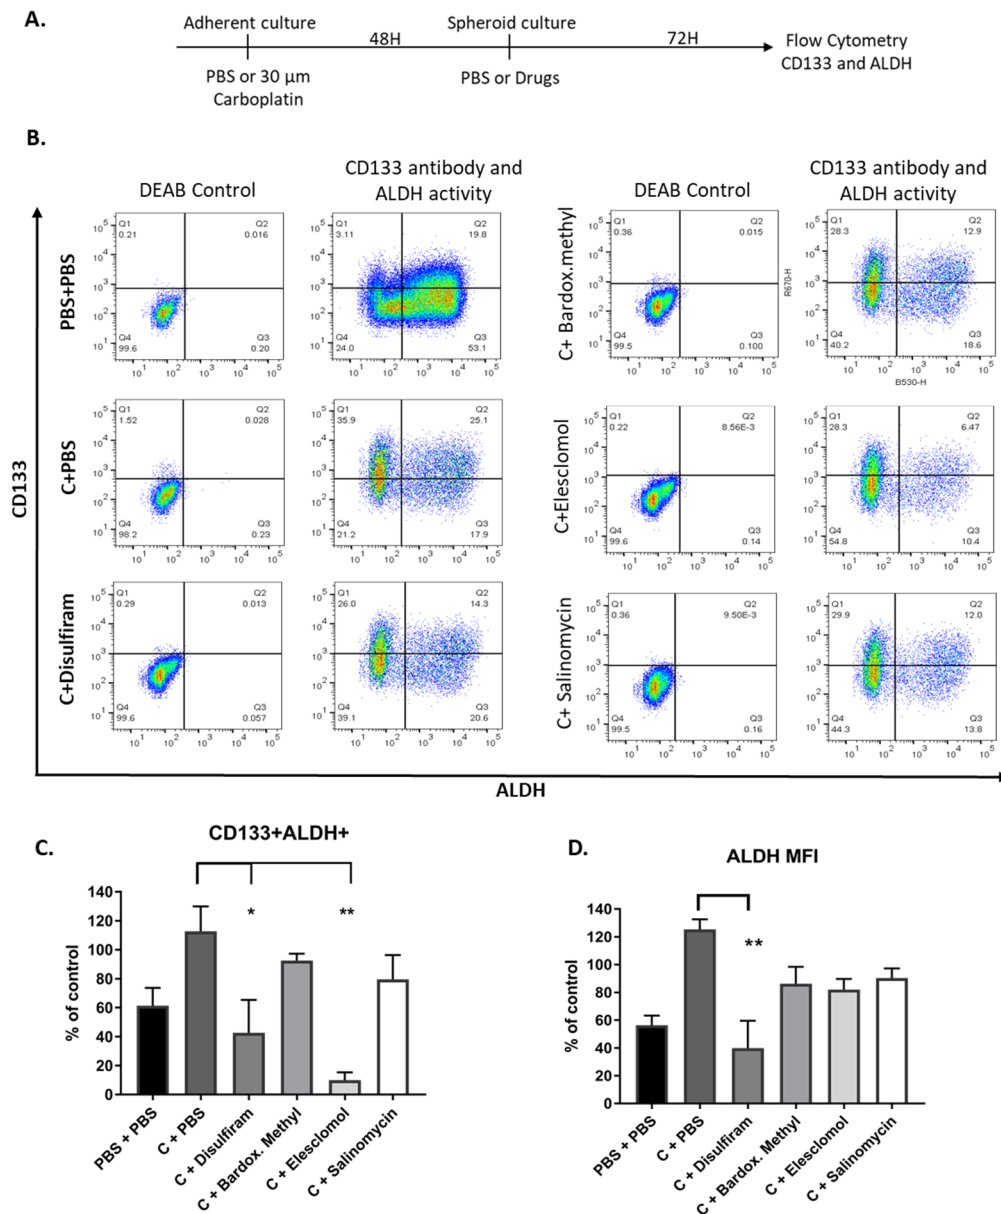 A.
Adherent culture
48H
Spheroid culture
72H
Flow Cytometry
CD133 and ALDH
PBS or 30 µm
Carboplatin
PBS or Drugs
B.
DEAB Control
CD133 antibody and
ALDH activity
DEAB Control
CD133 antibody and
ALDH activity
CD133
PBS+PBS
Q1
0.21
Q2
0.016
Q4
99.6
Q3
0.20
Q1
3.11
Q2
19.8
Q4
24.0
Q3
53.1
C+ Bardox.methyl
Q1
0.36
Q2
0.015
Q4
99.5
Q3
0.100
Q1
28.3
Q2
12.9
Q4
40.2
Q3
18.6
R670-H
B530-H
C+PBS
Q1
1.52
Q2
0.028
Q4
98.2
Q3
0.23
Q1
35.9
Q2
25.1
Q4
21.2
Q3
17.9
C+Elesclomol
Q1
0.22
Q2
8.56E-3
Q4
99.6
Q3
0.14
Q1
28.3
Q2
6.47
Q4
54.8
Q3
10.4
C+Disulfiram
Q1
0.29
Q2
0.013
Q4
99.6
Q3
0.057
Q1
26.0
Q2
14.3
Q4
39.1
Q3
20.6
C+ Salinomycin
Q1
0.36
Q2
9.50E-3
Q4
99.5
Q3
0.16
Q1
29.9
Q2
12.0
Q4
44.3
Q3
13.8
ALDH
C.
CD133+ALDH+
% of control
140
120
100
80
60
40
20
0
*
**
PBS + PBS
C + PBS
C + Disulfiram
C + Bardox. Methyl
C + Elesclomol
C + Salinomycin
D.
ALDH MFI
% of control
140
120
100
80
60
40
20
0
**
PBS + PBS
C + PBS
C + Disulfiram
C + Bardox. Methyl
C + Elesclomol
C + Salinomycin